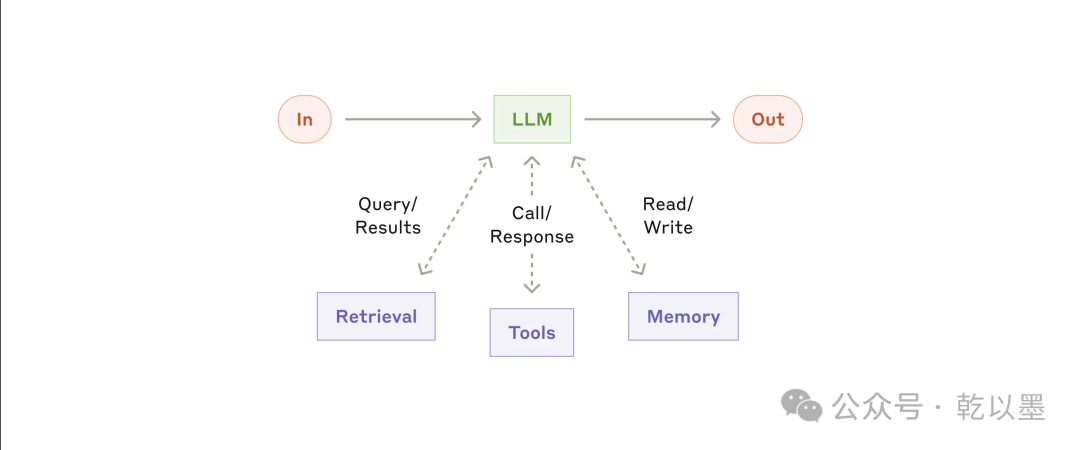 In
LLM
Out
Query/
Results
Call/
Response
Read/
Write
Retrieval
Tools
Memory
公众号·乾以墨